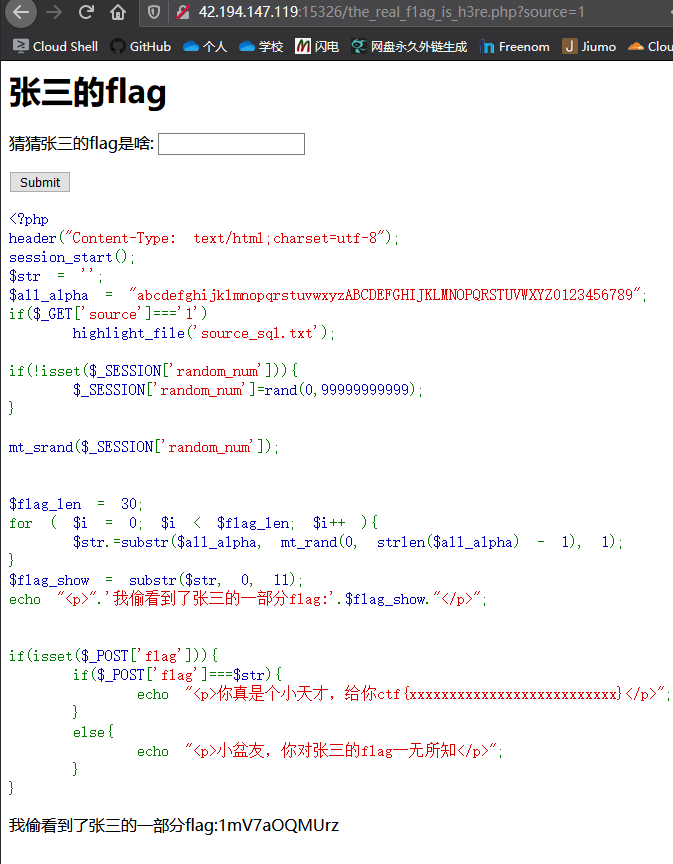 42.194.147.119:15326/the_real_f1ag_is_h3re.php?source=1
Cloud Shell GitHub 个人 学校 闪电 网盘永久外链生成 Freenom Jiumo Clou
张三的flag
猜猜张三的flag是啥:
Submit
<?php
header("Content-Type: text/html;charset=utf-8");
session_start();
$str = '';
$all_alpha = "abcdefghijklmnopqrstuvwxyzABCDEFGHIJKLMNOPQRSTUVWXYZ0123456789";
if($_GET['source']==='1')
highlight_file('source_sql.txt');
if(!isset($_SESSION['random_num'])){
$_SESSION['random_num']=rand(0,99999999999);
}
mt_srand($_SESSION['random_num']);
$flag_len = 30;
for ( $i = 0; $i < $flag_len; $i++ ){
$str.=substr($all_alpha, mt_rand(0, strlen($all_alpha) - 1), 1);
}
$flag_show = substr($str, 0, 11);
echo "<p>".'我偷看到了张三的一部分flag:'.$flag_show."</p>";
if(isset($_POST['flag'])){
if($_POST['flag']===$str){
echo "<p>你真是个小天才，给你ctf{xxxxxxxxxxxxxxxxxxxxxxxxxx}</p>";
}
else{
echo "<p>小盆友，你对张三的flag一无所知</p>";
}
}
我偷看到了张三的一部分flag:1mV7aOQMUrz